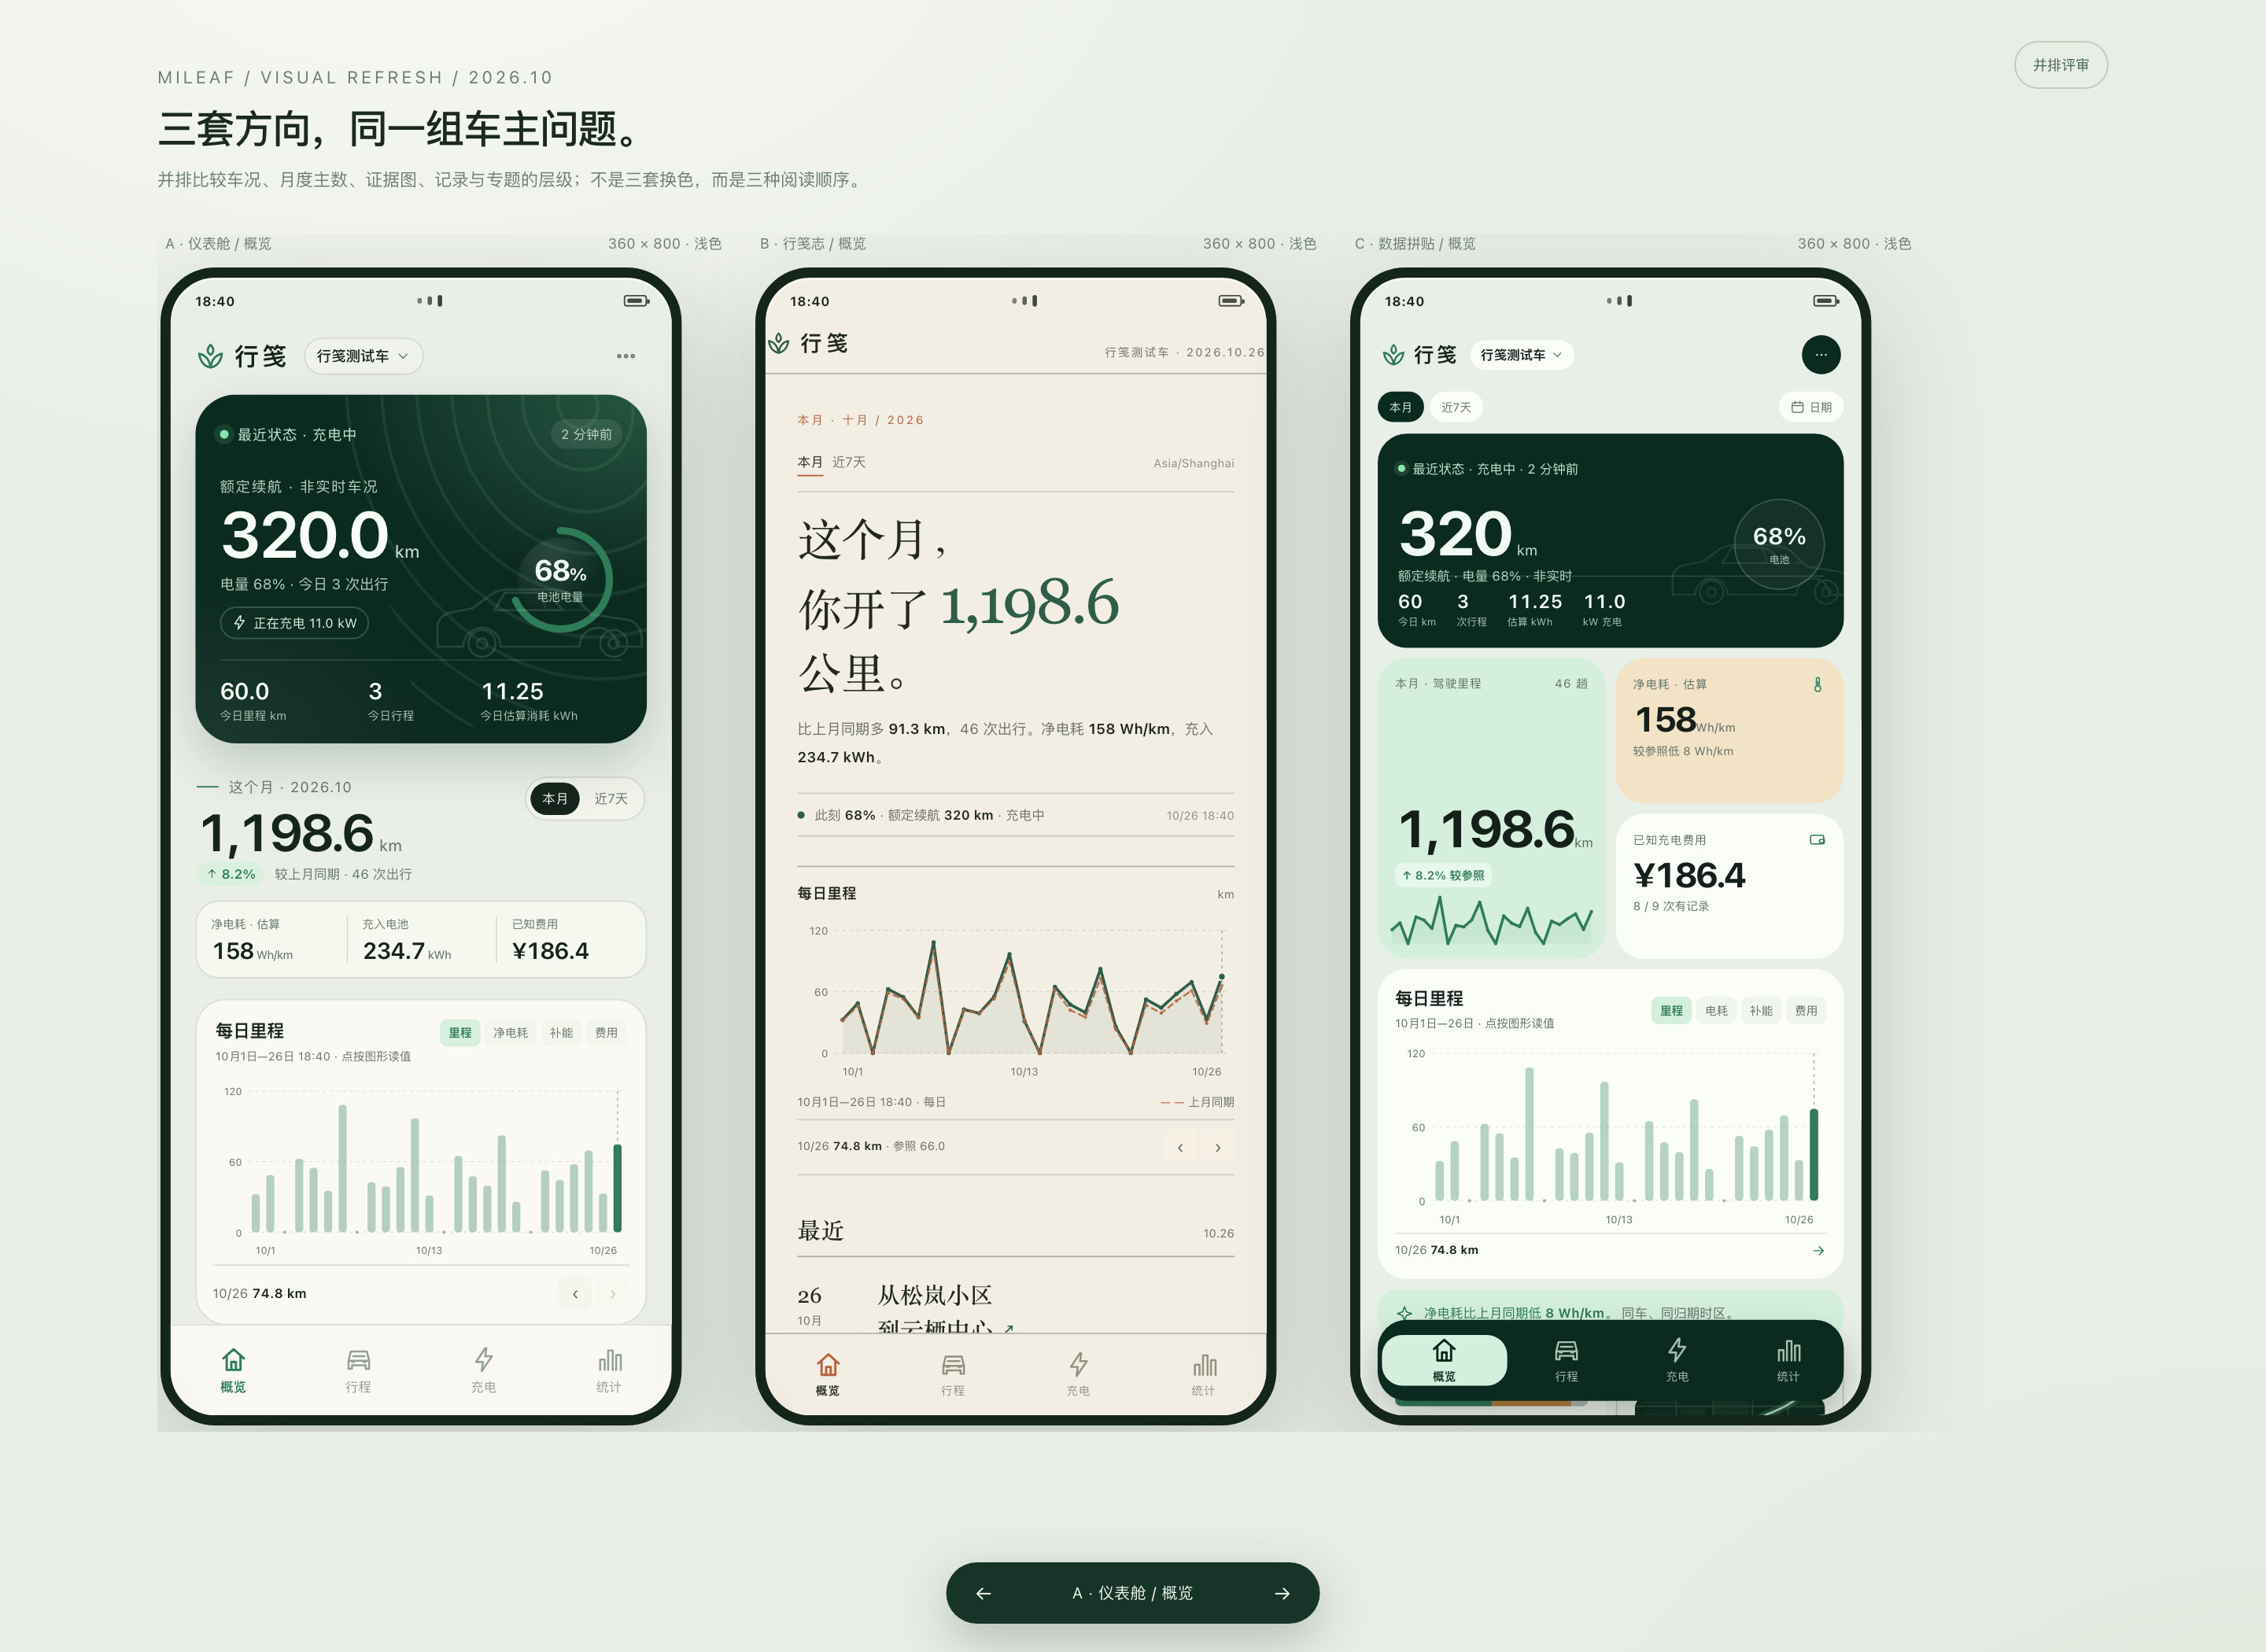 MILEAF / VISUAL REFRESH / 2026.10
并排评审
三套方向，同一组车主问题。
并排比较车况、月度主数、证据图、记录与专题的层级；不是三套换色，而是三种阅读顺序。
A · 仪表舱 / 概览
360 × 800 · 浅色
18:40
行笺
行笺测试车
最近状态 · 充电中
2 分钟前
额定续航 · 非实时车况
320.0 km
68%
电池电量
电量 68% · 今日 3 次出行
正在充电 11.0 kW
60.0
3
11.25
今日里程 km
今日行程
今日估算消耗 kWh
这个月 · 2026.10
本月
近7天
1,198.6 km
↑ 8.2%
较上月同期 · 46 次出行
净电耗 · 估算
充入电池
已知费用
158 Wh/km
234.7 kWh
¥186.4
每日里程
里程
净电耗
补能
费用
10月1日—26日 18:40 · 点按图形读值
120
60
0
10/1
10/13
10/26
10/26 74.8 km
‹
›
概览
行程
充电
统计
B · 行笺志 / 概览
360 × 800 · 浅色
18:40
行笺
行笺测试车 · 2026.10.26
本月 · 十月 / 2026
本月
近7天
Asia/Shanghai
这个月，
你开了 1,198.6
公里。
比上月同期多 91.3 km，46 次出行。净电耗 158 Wh/km，充入
234.7 kWh。
此刻 68% · 额定续航 320 km · 充电中
10/26 18:40
每日里程
km
120
60
0
10/1
10/13
10/26
10月1日—26日 18:40 · 每日
上月同期
10/26 74.8 km · 参照 66.0
‹
›
最近
10.26
26
10月
从松岚小区
到云栖中心 ↗
概览
行程
充电
统计
C · 数据拼贴 / 概览
360 × 800 · 浅色
18:40
行笺
行笺测试车
本月
近7天
日期
最近状态 · 充电中 · 2 分钟前
320 km
68%
电池
额定续航 · 电量 68% · 非实时
60
3
11.25
11.0
今日 km
次行程
估算 kWh
kW 充电
本月 · 驾驶里程
46 趟
1,198.6 km
↑ 8.2% 较参照
净电耗 · 估算
158 Wh/km
较参照低 8 Wh/km
已知充电费用
¥186.4
8 / 9 次有记录
每日里程
里程
电耗
补能
费用
10月1日—26日 · 点按图形读值
120
60
0
10/1
10/13
10/26
10/26 74.8 km
→
净电耗比上月同期低 8 Wh/km。 同车、同归期时区。
概览
行程
充电
统计
←
A · 仪表舱 / 概览
→